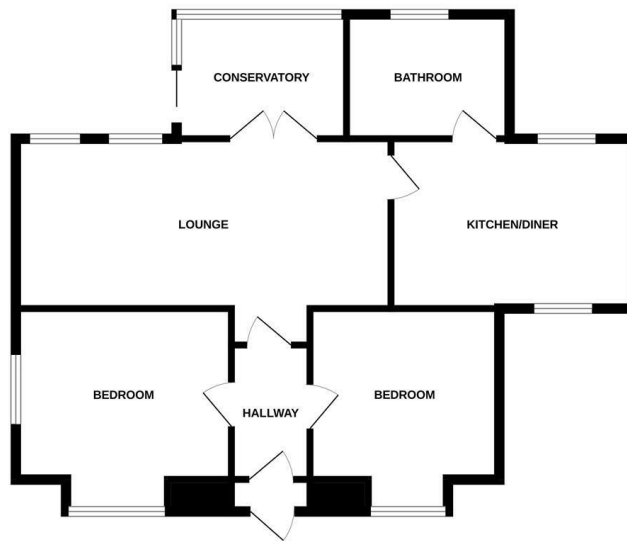 CONSERVATORY
BATHROOM
LOUNGE
KITCHEN/DINER
BEDROOM
HALLWAY
BEDROOM